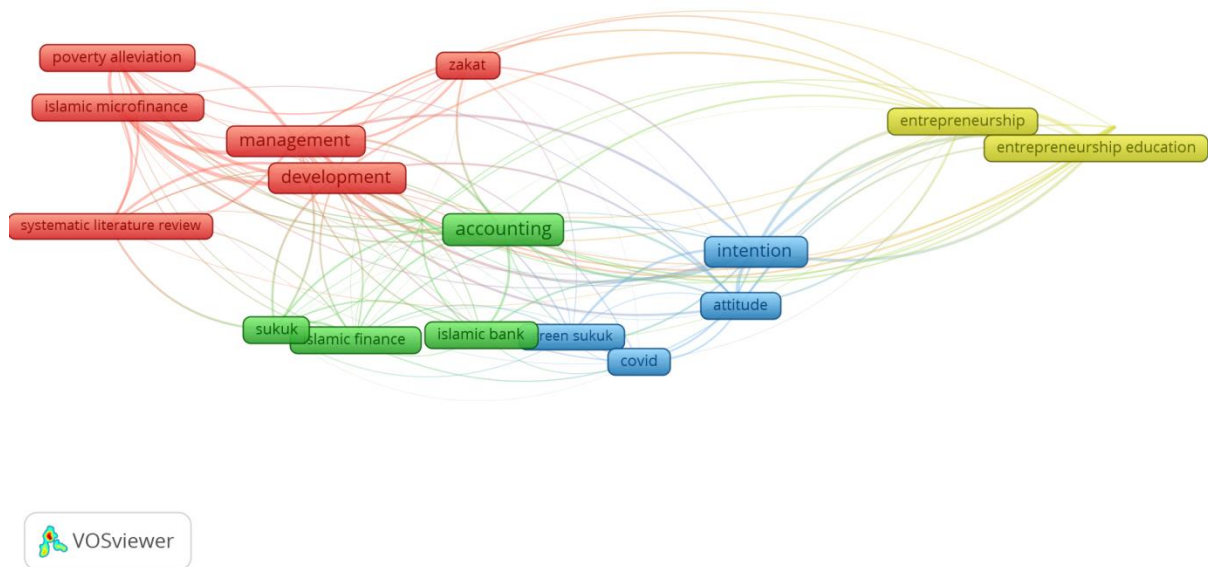 poverty alleviation
zakat
islamic microfinance
entrepreneurship
management
entrepreneurship education
development
systematic literature review
accounting
intention
attitude
sukuk
slamic finance
islamic bank
reen sukuk
covid
VOSviewer